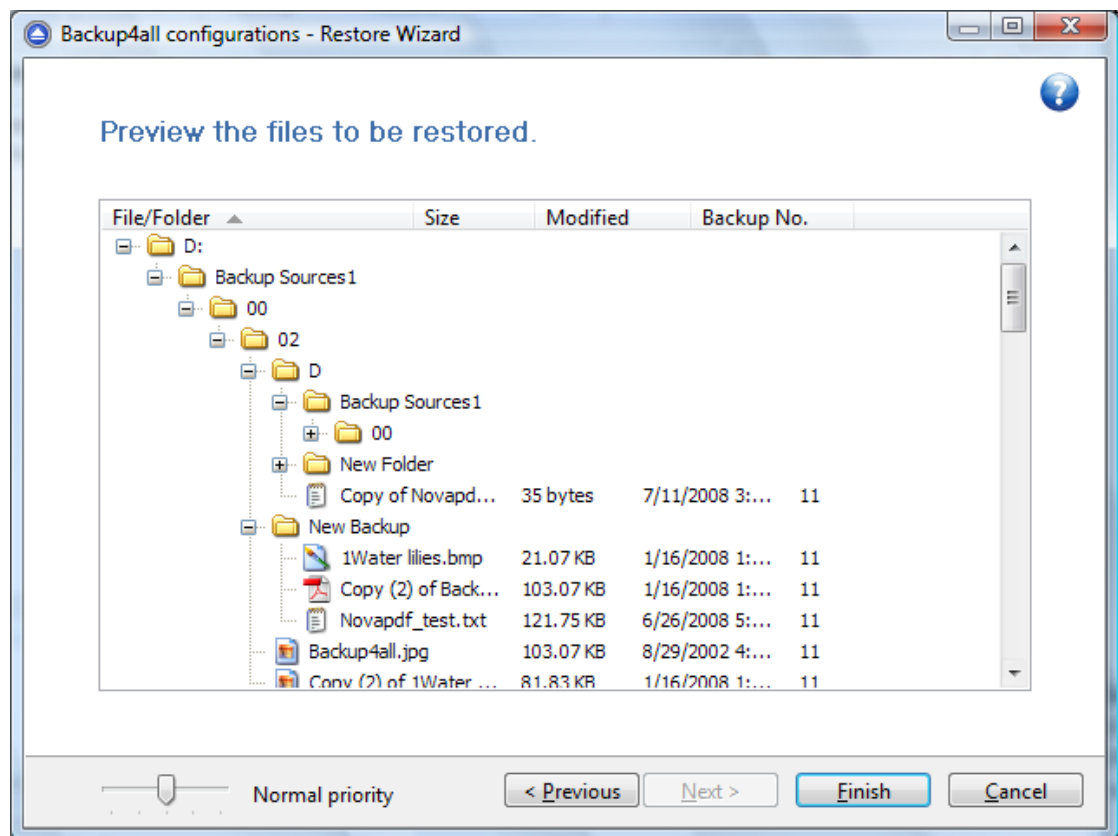 Backup4all configurations - Restore Wizard
Preview the files to be restored.
File/Folder Size Modified Backup No.
D:
Backup Sources1
00
02
D
Backup Sources1
00
New Folder
Copy of Novapd... 35 bytes 7/11/2008 3:... 11
New Backup
1Water lilies.bmp 21.07 KB 1/16/2008 1:... 11
Copy (2) of Back... 103.07 KB 1/16/2008 1:... 11
Novapdf_test.txt 121.75 KB 6/26/2008 5:... 11
Backup4all.jpg 103.07 KB 8/29/2002 4:... 11
Copy (2) of 1Water ... 81.83 KB 1/16/2008 1:... 11
Normal priority < Previous Next > Finish Cancel